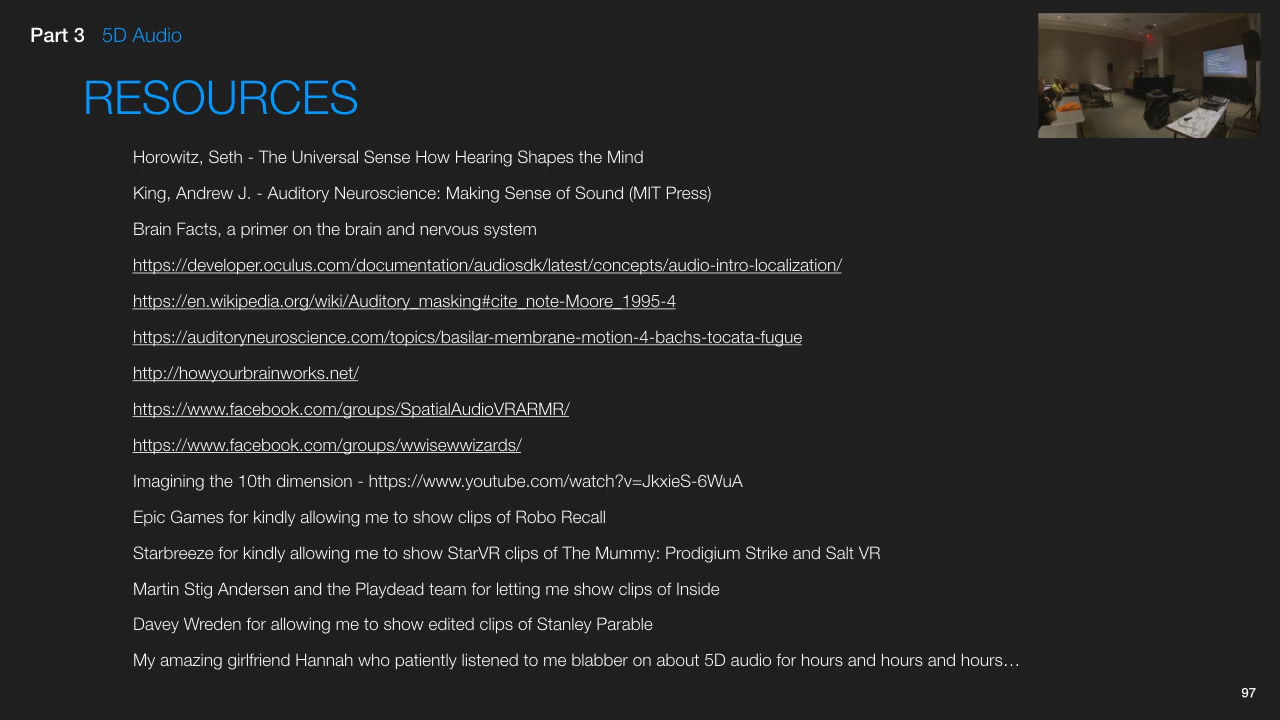 Part 3 5D Audio
RESOURCES
Horowitz, Seth - The Universal Sense How Hearing Shapes the Mind
King, Andrew J. - Auditory Neuroscience: Making Sense of Sound (MIT Press)
Brain Facts, a primer on the brain and nervous system
https://developer.oculus.com/documentation/audiosdk/latest/concepts/audio-intro-localization/
https://en.wikipedia.org/wiki/Auditory_masking#cite_note-Moore_1995-4
https://auditoryneuroscience.com/topics/basilar-membrane-motion-4-bachs-tocata-fugue
http://howyourbrainworks.net/
https://www.facebook.com/groups/SpatialAudioVRARMR/
https://www.facebook.com/groups/wwisewwizards/
Imagining the 10th dimension - https://www.youtube.com/watch?v=JkxieS-6WuA
Epic Games for kindly allowing me to show clips of Robo Recall
Starbreeze for kindly allowing me to show StarVR clips of The Mummy: Prodigium Strike and Salt VR
Martin Stig Andersen and the Playdead team for letting me show clips of Inside
Davey Wreden for allowing me to show edited clips of Stanley Parable
My amazing girlfriend Hannah who patiently listened to me blabber on about 5D audio for hours and hours and hours…
97